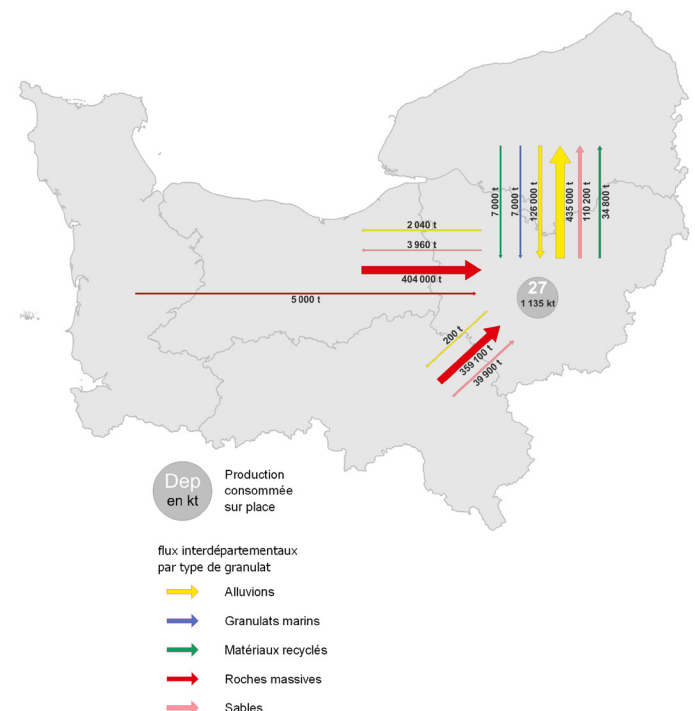 7 000 t
7 000 t
126 000 t
435 000 t
110 200 t
34 800 t
2 040 t
3 960 t
404 000 t
5 000 t
27
1 135 kt
200 t
359 100 t
39 900 t
Dep
en kt
Production
consommée
sur place
flux interdépartementaux
par type de granulat
Alluvions
Granulats marins
Matériaux recyclés
Roches massives
Sables